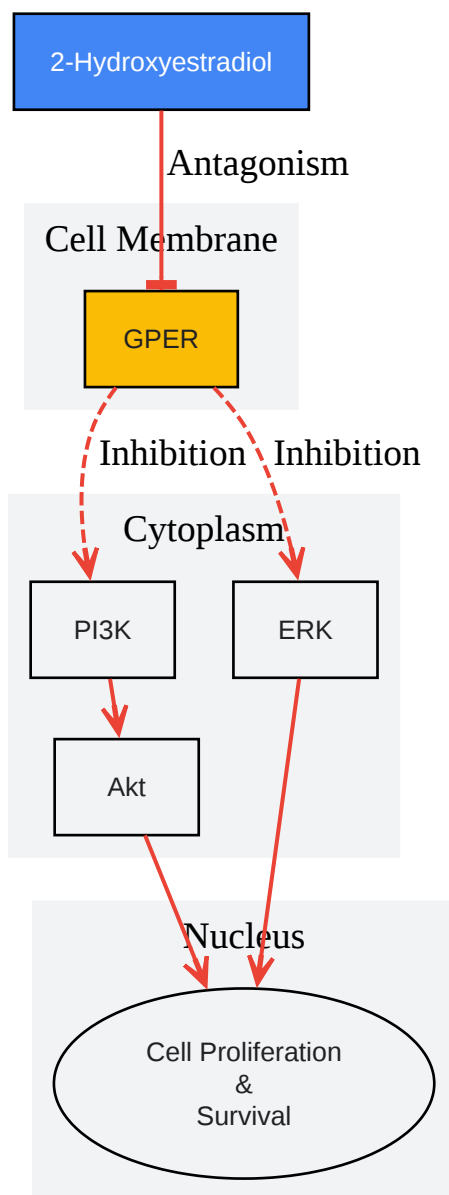 2-Hydroxyestradiol
Antagonism
Cell Membrane
GPER
Inhibition
Inhibition
Cytoplasm
PI3K
ERK
Akt
Nucleus
Cell Proliferation
&
Survival